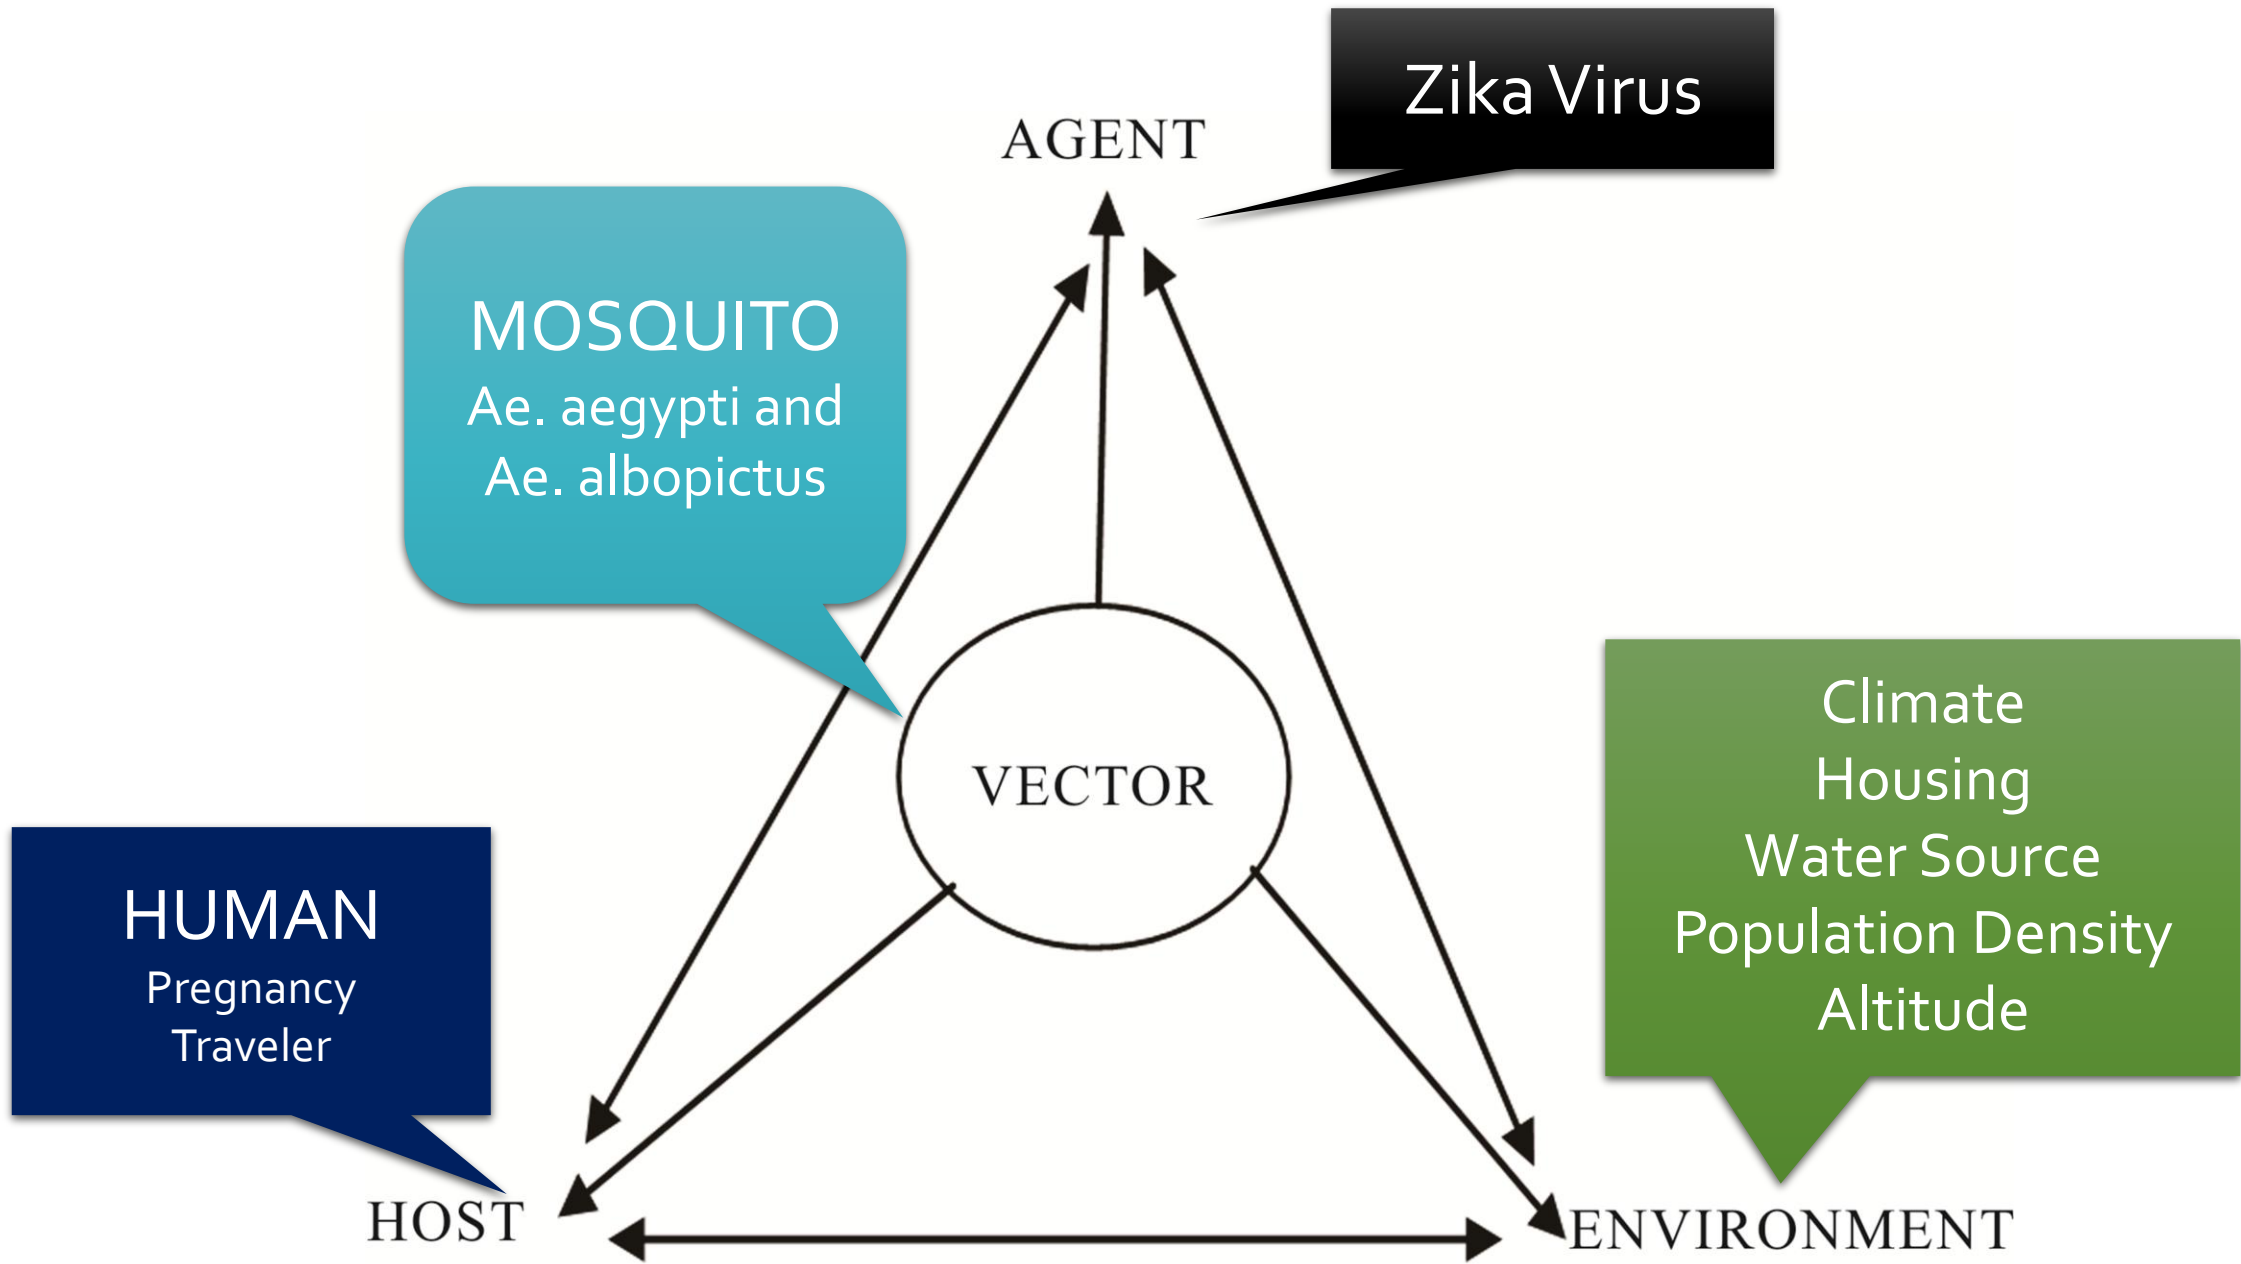 Zika Virus
AGENT
MOSQUITO
Ae. aegypti and
Ae. albopictus
VECTOR
Climate
Housing
Water Source
Population Density
Altitude
HUMAN
Pregnancy
Traveler
HOST
ENVIRONMENT